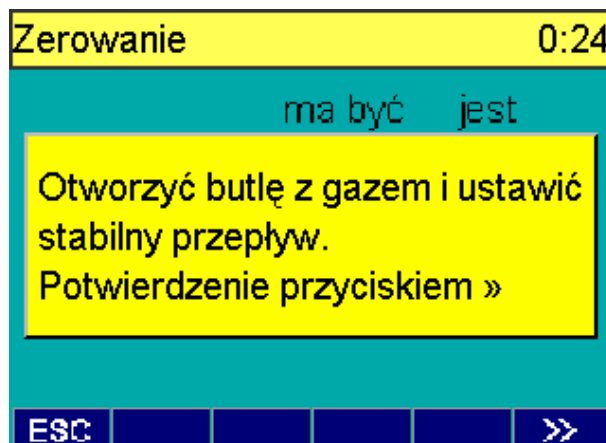 Zerowanie 0:24
ma być jest
Otworzyć butlę z gazem i ustawić
stabilny przepływ.
Potwierdzenie przyciskiem »
ESC >>